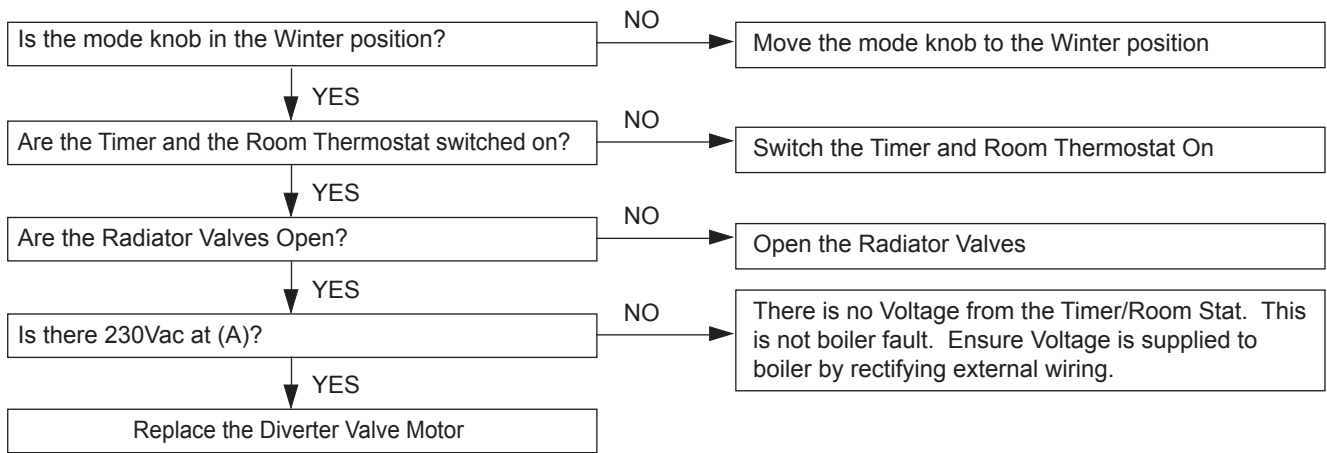 Is the mode knob in the Winter position?
NO
Move the mode knob to the Winter position
YES
Are the Timer and the Room Thermostat switched on?
NO
Switch the Timer and Room Thermostat On
YES
Are the Radiator Valves Open?
NO
Open the Radiator Valves
YES
Is there 230Vac at (A)?
NO
There is no Voltage from the Timer/Room Stat.  This
is not boiler fault.  Ensure Voltage is supplied to
boiler by rectifying external wiring.
YES
Replace the Diverter Valve Motor